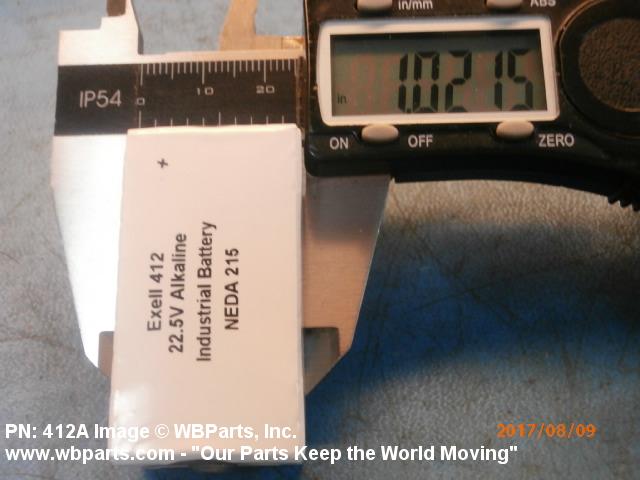 in/mm
ABS
IP54
0 10 20
in 1.0215
ON OFF ZERO
+
Exell 412
22.5V Alkaline
Industrial Battery
NEDA 215
PN: 412A Image © WBParts, Inc.
2017/08/09
www.wbparts.com - "Our Parts Keep the World Moving"